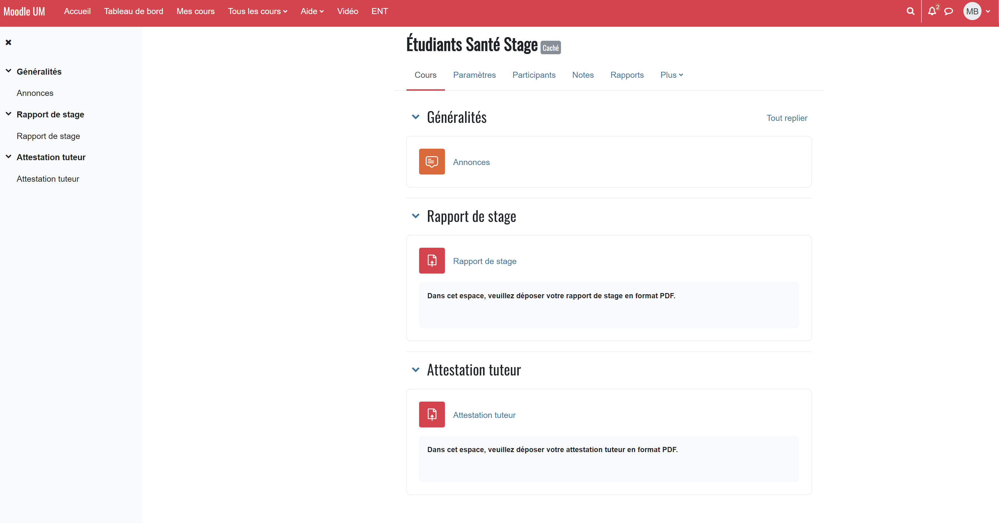 Moodle UM Accueil Tableau de bord Mes cours Tous les cours Aide Vidéo ENT 2 MB
Généralités
Annonces
Rapport de stage
Rapport de stage
Attestation tuteur
Attestation tuteur
Étudiants Santé Stage Caché
Cours Paramètres Participants Notes Rapports Plus
Généralités Tout replier
Annonces
Rapport de stage
Rapport de stage
Dans cet espace, veuillez déposer votre rapport de stage en format PDF.
Attestation tuteur
Attestation tuteur
Dans cet espace, veuillez déposer votre attestation tuteur en format PDF.